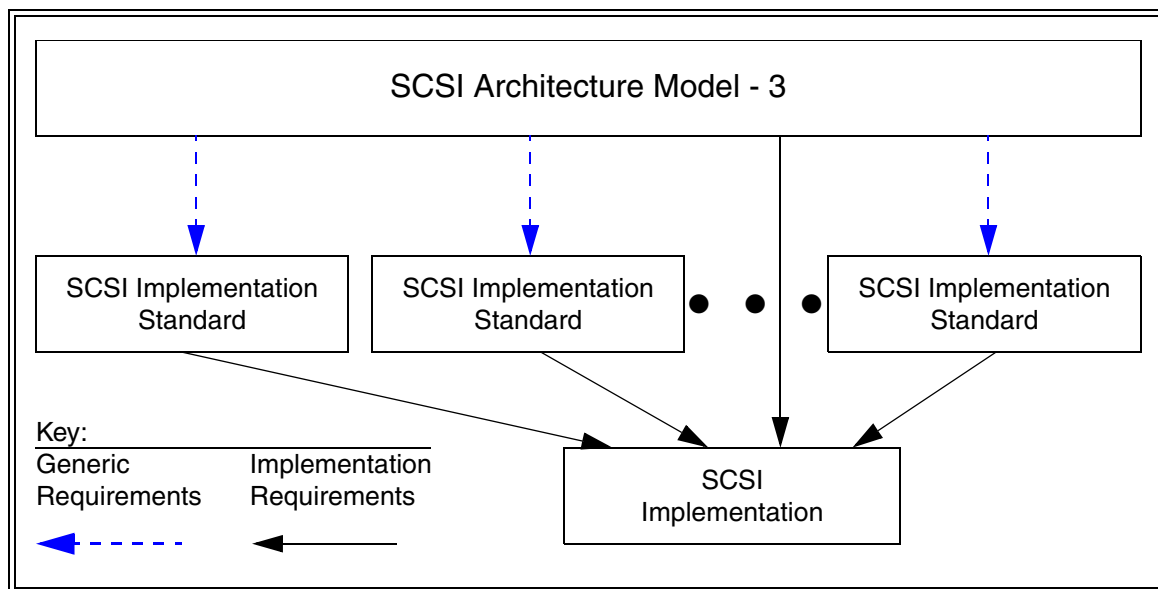 SCSI Architecture Model - 3
SCSI Implementation
Standard
SCSI Implementation
Standard
SCSI Implementation
Standard
Key:
Generic
Requirements
Implementation
Requirements
SCSI
Implementation